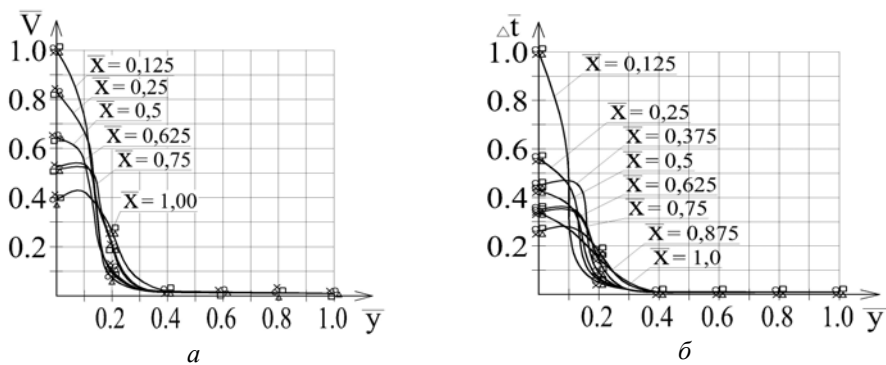 V̅
1.0
X̅ = 0,125
X̅ = 0,25
0.8
X̅ = 0,5
X̅ = 0,625
0.6
X̅ = 0,75
0.4
X̅ = 1,00
0.2
0.2 0.4 0.6 0.8 1.0
y̅
а
△t̅
1.0
X̅ = 0,125
0.8
X̅ = 0,25
0.6
X̅ = 0,375
X̅ = 0,5
0.4
X̅ = 0,625
X̅ = 0,75
X̅ = 0,875
0.2
X̅ = 1,0
0.2 0.4 0.6 0.8 1.0
y̅
б